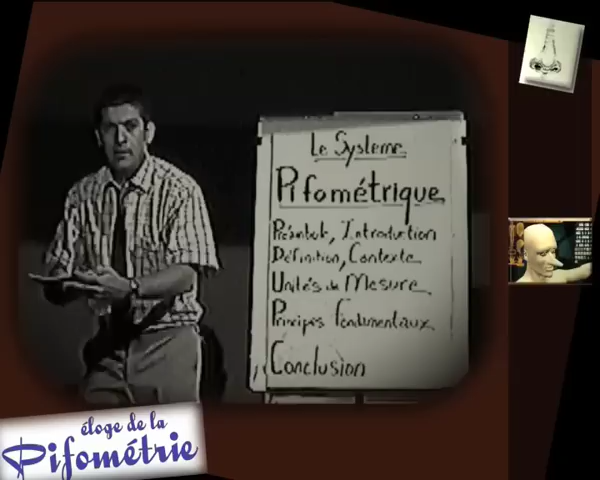 Le Système
Pifométrique
Préambule, Introduction
Définition, Contexte
Unités de Mesure
Principes fondamentaux
Conclusion
éloge de la
Pifométrie